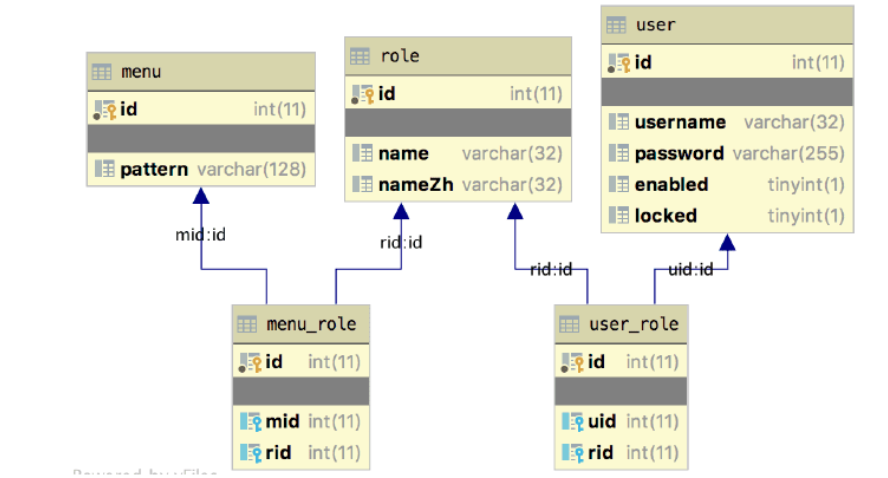 menu
id int(11)
pattern varchar(128)
role
id int(11)
name varchar(32)
nameZh varchar(32)
user
id int(11)
username varchar(32)
password varchar(255)
enabled tinyint(1)
locked tinyint(1)
mid:id
rid:id
rid:id
uid:id
menu_role
id int(11)
mid int(11)
rid int(11)
user_role
id int(11)
uid int(11)
rid int(11)
Powered by yFiles